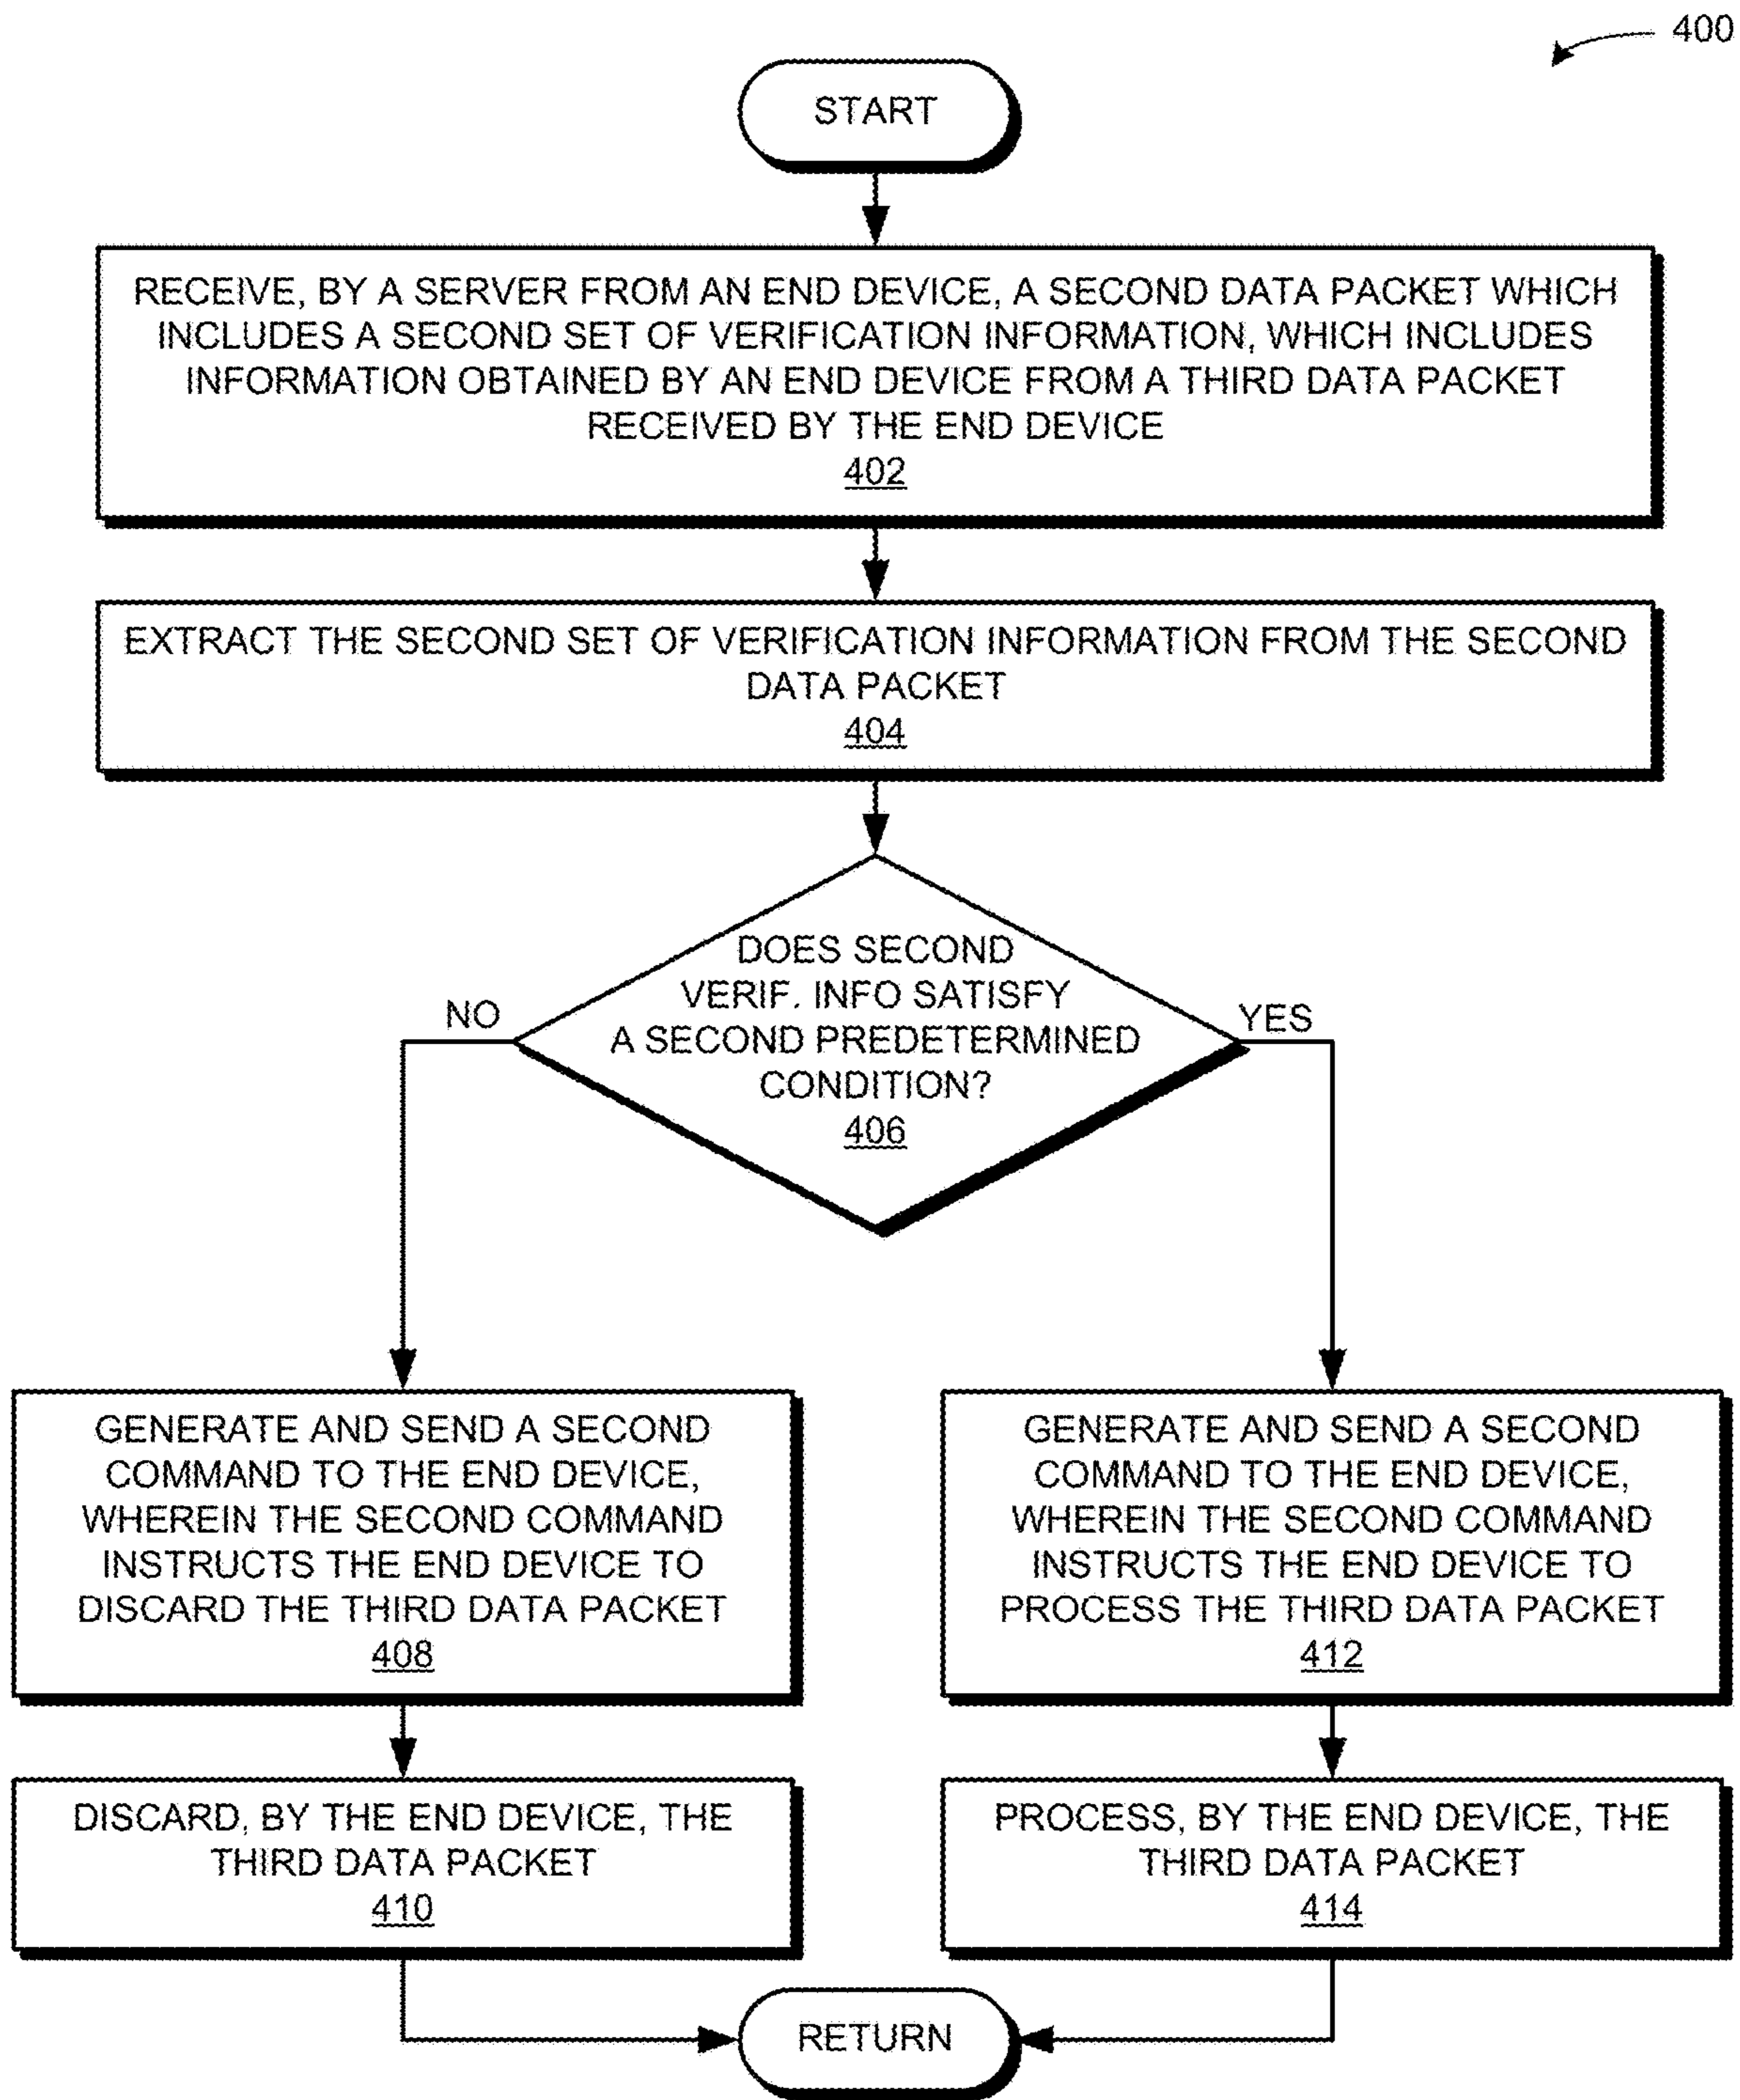 400
START
RECEIVE, BY A SERVER FROM AN END DEVICE, A SECOND DATA PACKET WHICH
INCLUDES A SECOND SET OF VERIFICATION INFORMATION, WHICH INCLUDES
INFORMATION OBTAINED BY AN END DEVICE FROM A THIRD DATA PACKET
RECEIVED BY THE END DEVICE
402
EXTRACT THE SECOND SET OF VERIFICATION INFORMATION FROM THE SECOND
DATA PACKET
404
DOES SECOND
VERIF. INFO SATISFY
A SECOND PREDETERMINED
CONDITION?
406
NO
YES
GENERATE AND SEND A SECOND
COMMAND TO THE END DEVICE,
WHEREIN THE SECOND COMMAND
INSTRUCTS THE END DEVICE TO
DISCARD THE THIRD DATA PACKET
408
GENERATE AND SEND A SECOND
COMMAND TO THE END DEVICE,
WHEREIN THE SECOND COMMAND
INSTRUCTS THE END DEVICE TO
PROCESS THE THIRD DATA PACKET
412
DISCARD, BY THE END DEVICE, THE
THIRD DATA PACKET
410
PROCESS, BY THE END DEVICE, THE
THIRD DATA PACKET
414
RETURN